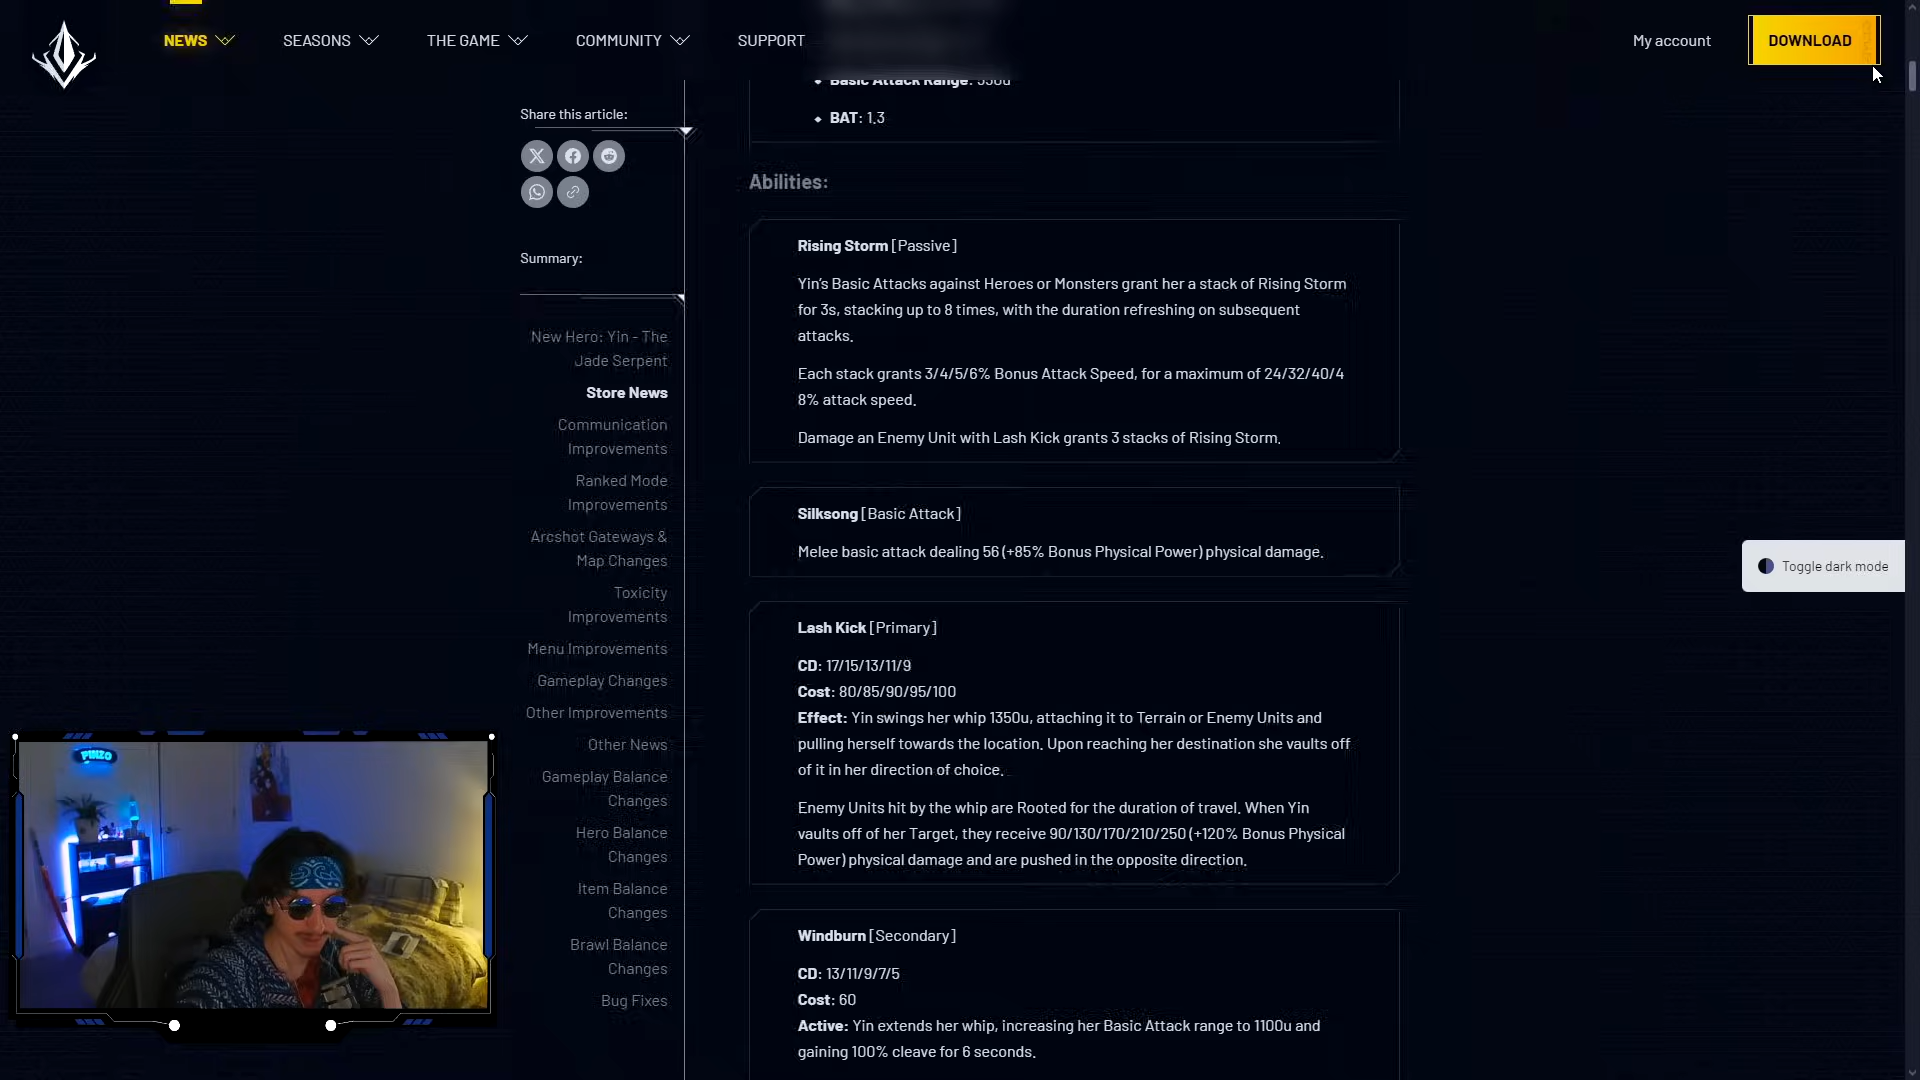 NEWS
SEASONS
THE GAME
COMMUNITY
SUPPORT
My account
DOWNLOAD
Share this article:
Summary:
New Hero: Yin - The
Jade Serpent
Store News
Communication
Improvements
Ranked Mode
Improvements
Arcshot Gateways &
Map Changes
Toxicity
Improvements
Menu Improvements
Gameplay Changes
Other Improvements
Other News
Gameplay Balance
Changes
Hero Balance
Changes
Item Balance
Changes
Brawl Balance
Changes
Bug Fixes
Basic Attack Range: 550u
BAT: 1.3
Abilities:
Rising Storm [Passive]
Yin’s Basic Attacks against Heroes or Monsters grant her a stack of Rising Storm
for 3s, stacking up to 8 times, with the duration refreshing on subsequent
attacks.
Each stack grants 3/4/5/6% Bonus Attack Speed, for a maximum of 24/32/40/4
8% attack speed.
Damage an Enemy Unit with Lash Kick grants 3 stacks of Rising Storm.
Silksong [Basic Attack]
Melee basic attack dealing 56 (+85% Bonus Physical Power) physical damage.
Lash Kick [Primary]
CD: 17/15/13/11/9
Cost: 80/85/90/95/100
Effect: Yin swings her whip 1350u, attaching it to Terrain or Enemy Units and
pulling herself towards the location. Upon reaching her destination she vaults off
of it in her direction of choice.
Enemy Units hit by the whip are Rooted for the duration of travel. When Yin
vaults off of her Target, they receive 90/130/170/210/250 (+120% Bonus Physical
Power) physical damage and are pushed in the opposite direction.
Windburn [Secondary]
CD: 13/11/9/7/5
Cost: 60
Active: Yin extends her whip, increasing her Basic Attack range to 1100u and
gaining 100% cleave for 6 seconds.
Toggle dark mode
PINZO